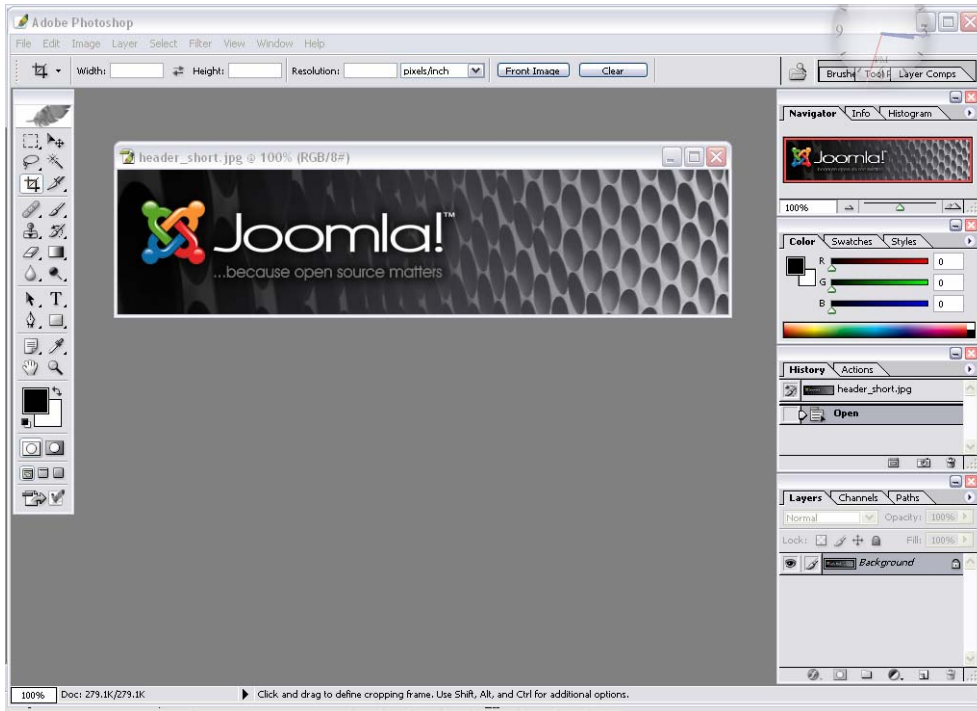 Adobe Photoshop
File Edit Image Layer Select Filter View Window Help
Width: Height: Resolution: pixels/inch Front Image Clear
Brushe Tool P Layer Comps
9 3
Navigator Info Histogram
header_short.jpg @ 100% (RGB/8#)
Joomla!™
...because open source matters
Joomla!
100%
Color Swatches Styles
R 0
G 0
B 0
History Actions
header_short.jpg
Open
Layers Channels Paths
Normal Opacity: 100%
Lock: Fill: 100%
Background
100% Doc: 279.1K/279.1K Click and drag to define cropping frame. Use Shift, Alt, and Ctrl for additional options.